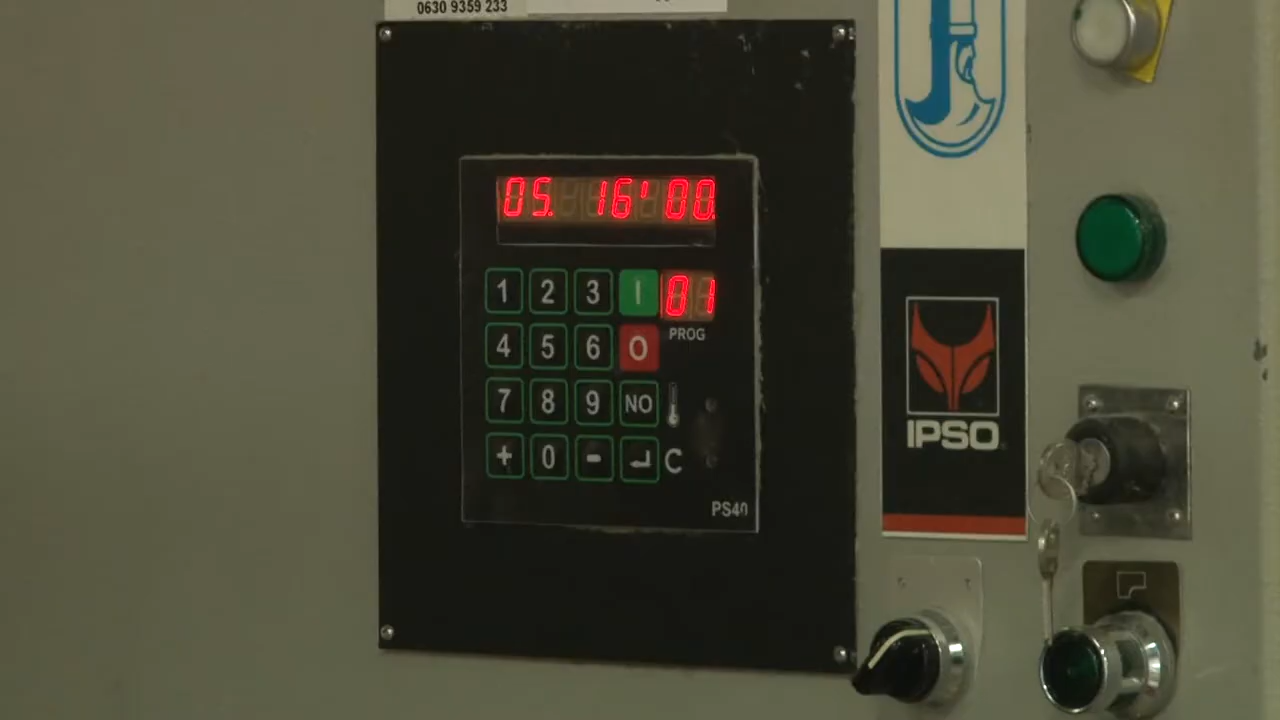 0630 9359 233
05. 16' 00.
1 2 3 I 01
PROG
4 5 6 O
7 8 9 NO
+ 0 - ↵ C
PS40
IPSO